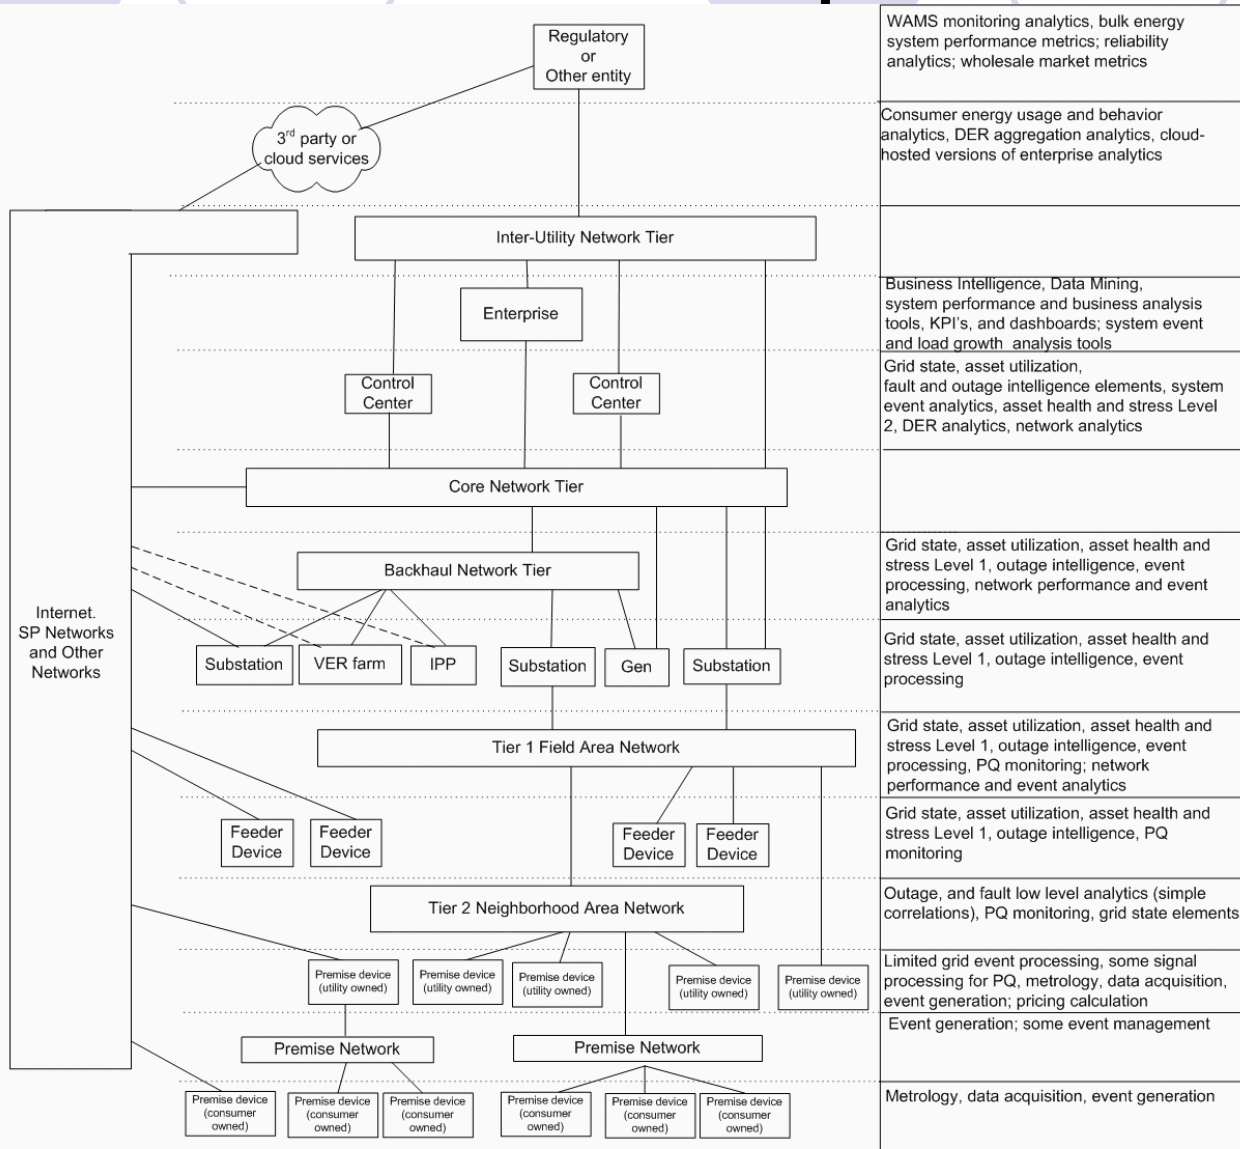 Regulatory
or
Other entity
WAMS monitoring analytics, bulk energy
system performance metrics; reliability
analytics; wholesale market metrics
3rd party or
cloud services
Consumer energy usage and behavior
analytics, DER aggregation analytics, cloud-
hosted versions of enterprise analytics
Inter-Utility Network Tier
Enterprise
Business Intelligence, Data Mining,
system performance and business analysis
tools, KPI's, and dashboards; system event
and load growth analysis tools
Control
Center
Control
Center
Grid state, asset utilization,
fault and outage intelligence elements, system
event analytics, asset health and stress Level
2, DER analytics, network analytics
Core Network Tier
Backhaul Network Tier
Grid state, asset utilization, asset health and
stress Level 1, outage intelligence, event
processing, network performance and event
analytics
Internet.
SP Networks
and Other
Networks
Substation
VER farm
IPP
Substation
Gen
Substation
Grid state, asset utilization, asset health and
stress Level 1, outage intelligence, event
processing
Tier 1 Field Area Network
Grid state, asset utilization, asset health and
stress Level 1, outage intelligence, event
processing, PQ monitoring; network
performance and event analytics
Feeder
Device
Feeder
Device
Feeder
Device
Feeder
Device
Grid state, asset utilization, asset health and
stress Level 1, outage intelligence, PQ
monitoring
Tier 2 Neighborhood Area Network
Outage, and fault low level analytics (simple
correlations), PQ monitoring, grid state elements
Premise device
(utility owned)
Premise device
(utility owned)
Premise device
(utility owned)
Premise device
(utility owned)
Premise device
(utility owned)
Limited grid event processing, some signal
processing for PQ, metrology, data acquisition,
event generation; pricing calculation
Premise Network
Premise Network
Event generation; some event management
Premise device
(consumer
owned)
Premise device
(consumer
owned)
Premise device
(consumer
owned)
Premise device
(consumer
owned)
Premise device
(consumer
owned)
Premise device
(consumer
owned)
Metrology, data acquisition, event generation